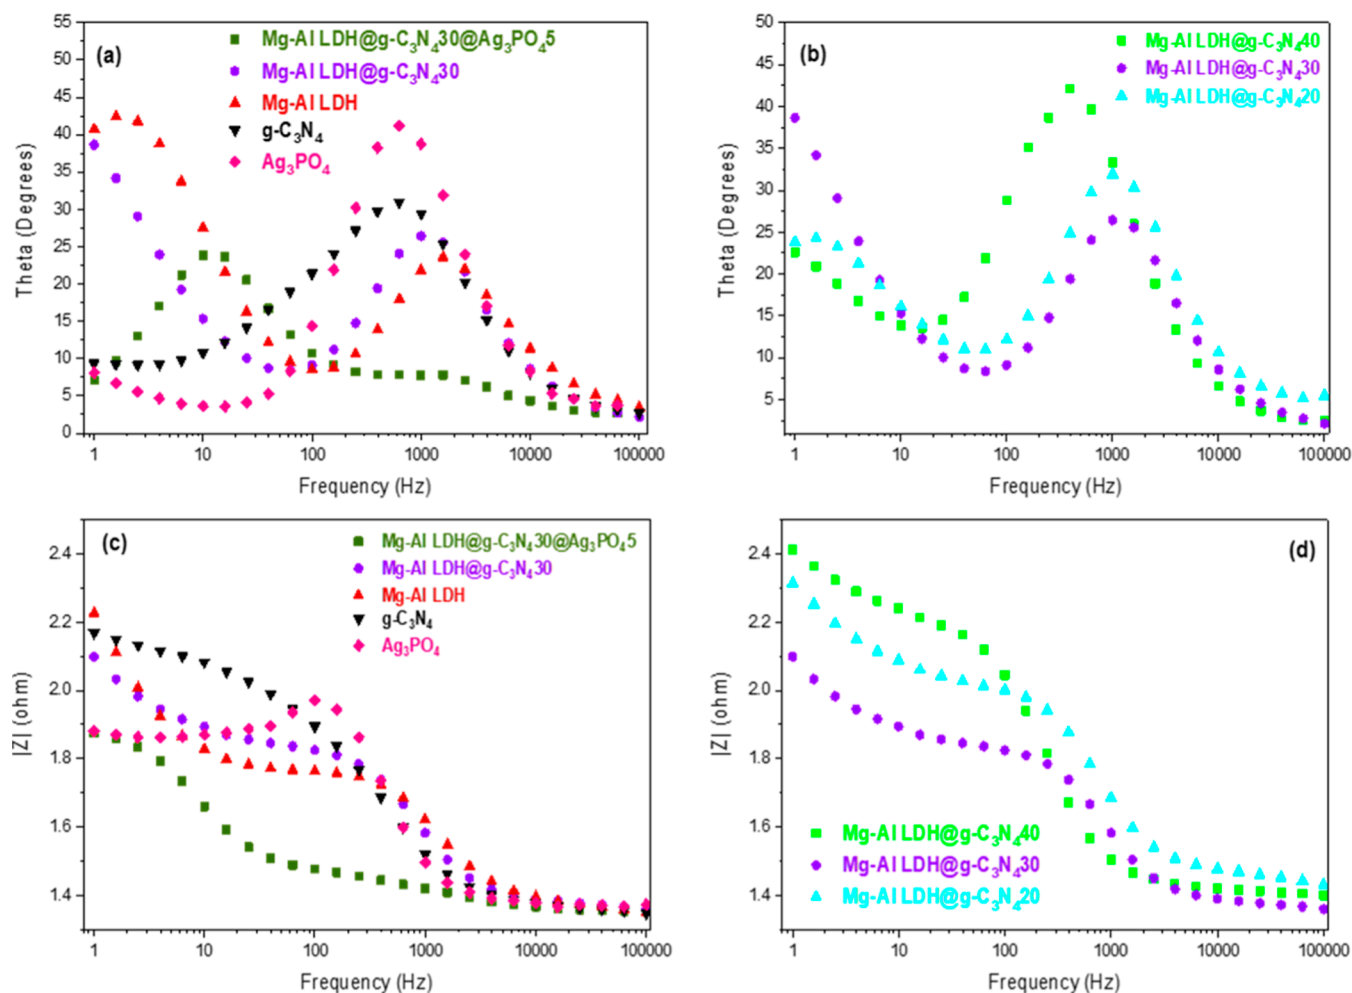 (a)
Mg-Al LDH@g-C₃N₄30@Ag₃PO₄5
Mg-Al LDH@g-C₃N₄30
Mg-Al LDH
g-C₃N₄
Ag₃PO₄
Theta (Degrees)
55
50
45
40
35
30
25
20
15
10
5
0
1 10 100 1000 10000 100000
Frequency (Hz)
(b)
Mg-Al LDH@g-C₃N₄40
Mg-Al LDH@g-C₃N₄30
Mg-Al LDH@g-C₃N₄20
Theta (Degrees)
50
45
40
35
30
25
20
15
10
5
1 10 100 1000 10000 100000
Frequency (Hz)
(c)
Mg-Al LDH@g-C₃N₄30@Ag₃PO₄5
Mg-Al LDH@g-C₃N₄30
Mg-Al LDH
g-C₃N₄
Ag₃PO₄
|Z| (ohm)
2.4
2.2
2.0
1.8
1.6
1.4
1 10 100 1000 10000 100000
Frequency (Hz)
(d)
|Z| (ohm)
2.4
2.2
2.0
1.8
1.6
1.4
Mg-Al LDH@g-C₃N₄40
Mg-Al LDH@g-C₃N₄30
Mg-Al LDH@g-C₃N₄20
1 10 100 1000 10000 100000
Frequency (Hz)